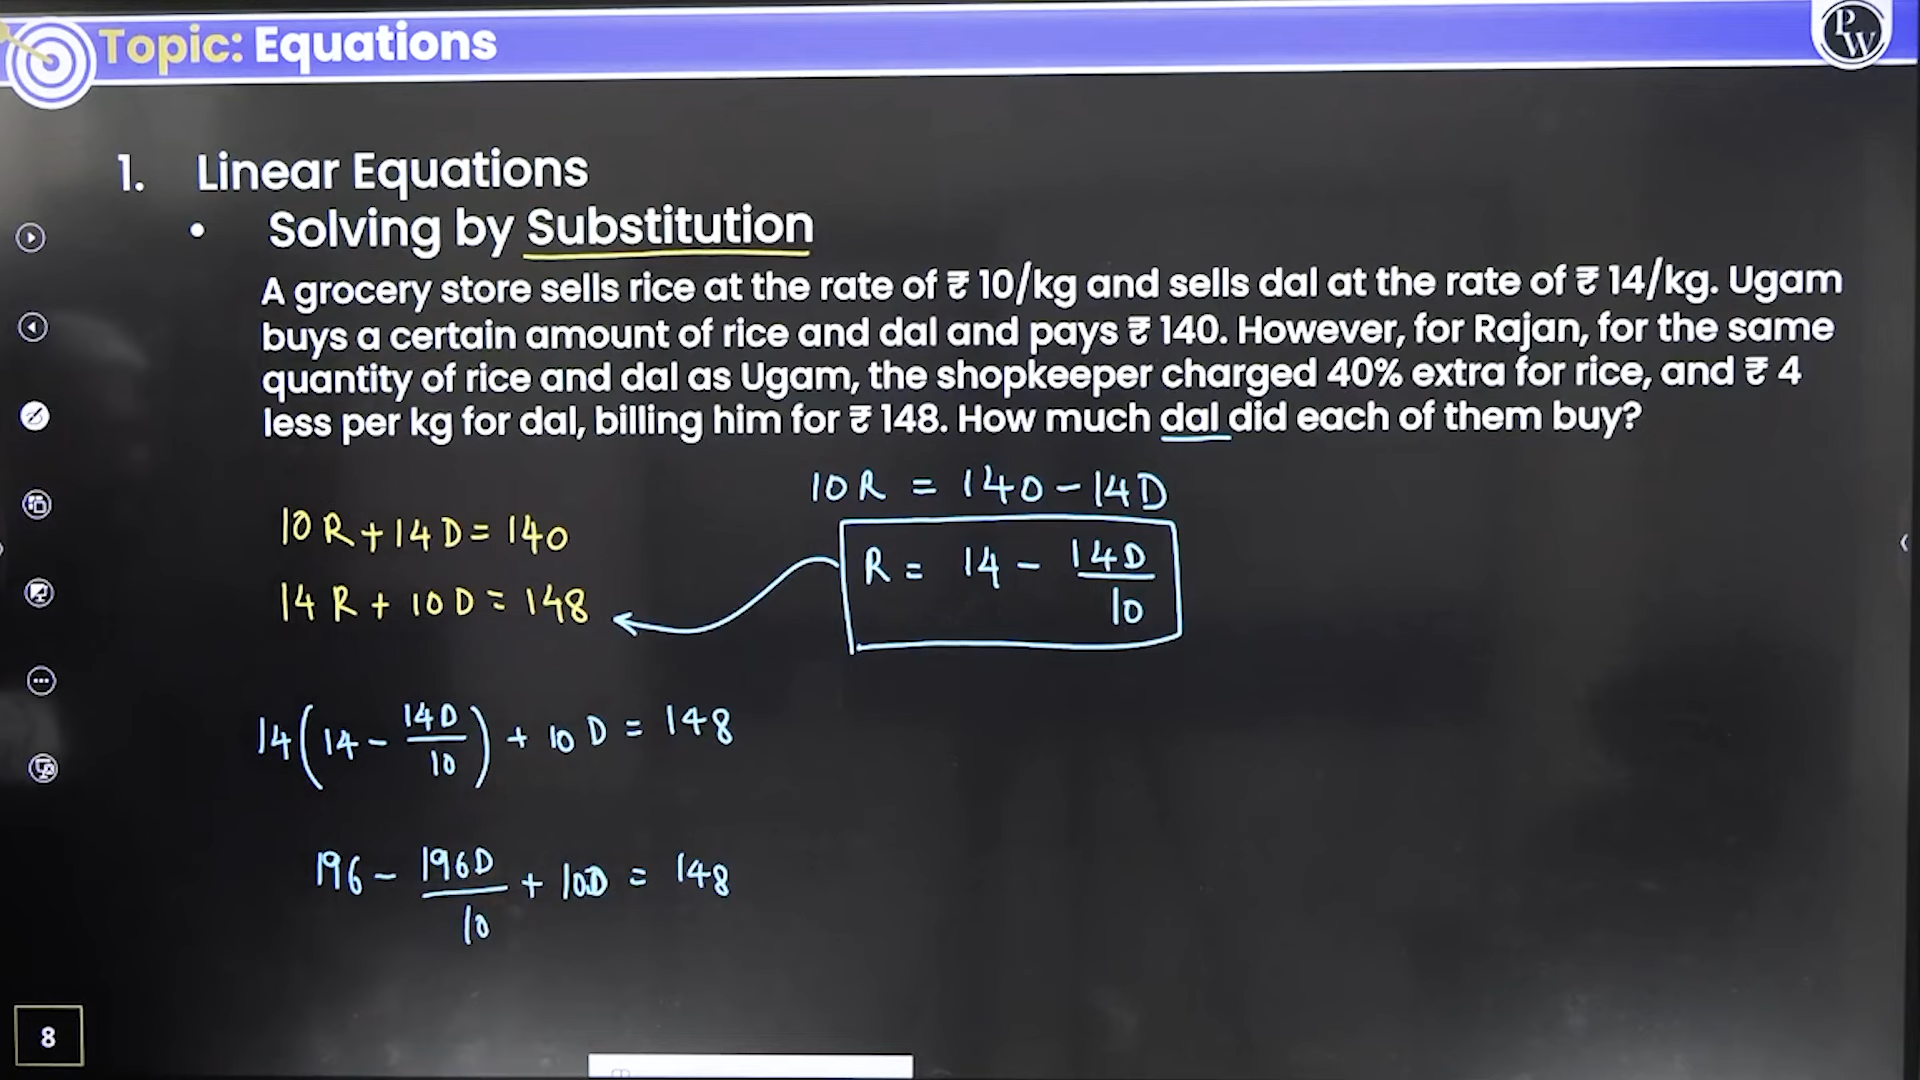 Topic: Equations
PW
1. Linear Equations
• Solving by Substitution
A grocery store sells rice at the rate of ₹ 10/kg and sells dal at the rate of ₹ 14/kg. Ugam
buys a certain amount of rice and dal and pays ₹ 140. However, for Rajan, for the same
quantity of rice and dal as Ugam, the shopkeeper charged 40% extra for rice, and ₹ 4
less per kg for dal, billing him for ₹ 148. How much dal did each of them buy?
10R = 140 - 14D
10R + 14D = 140
R = 14 - 14D/10
14R + 10D = 148
14(14 - 14D/10) + 10D = 148
196 - 196D/10 + 10D = 148
8